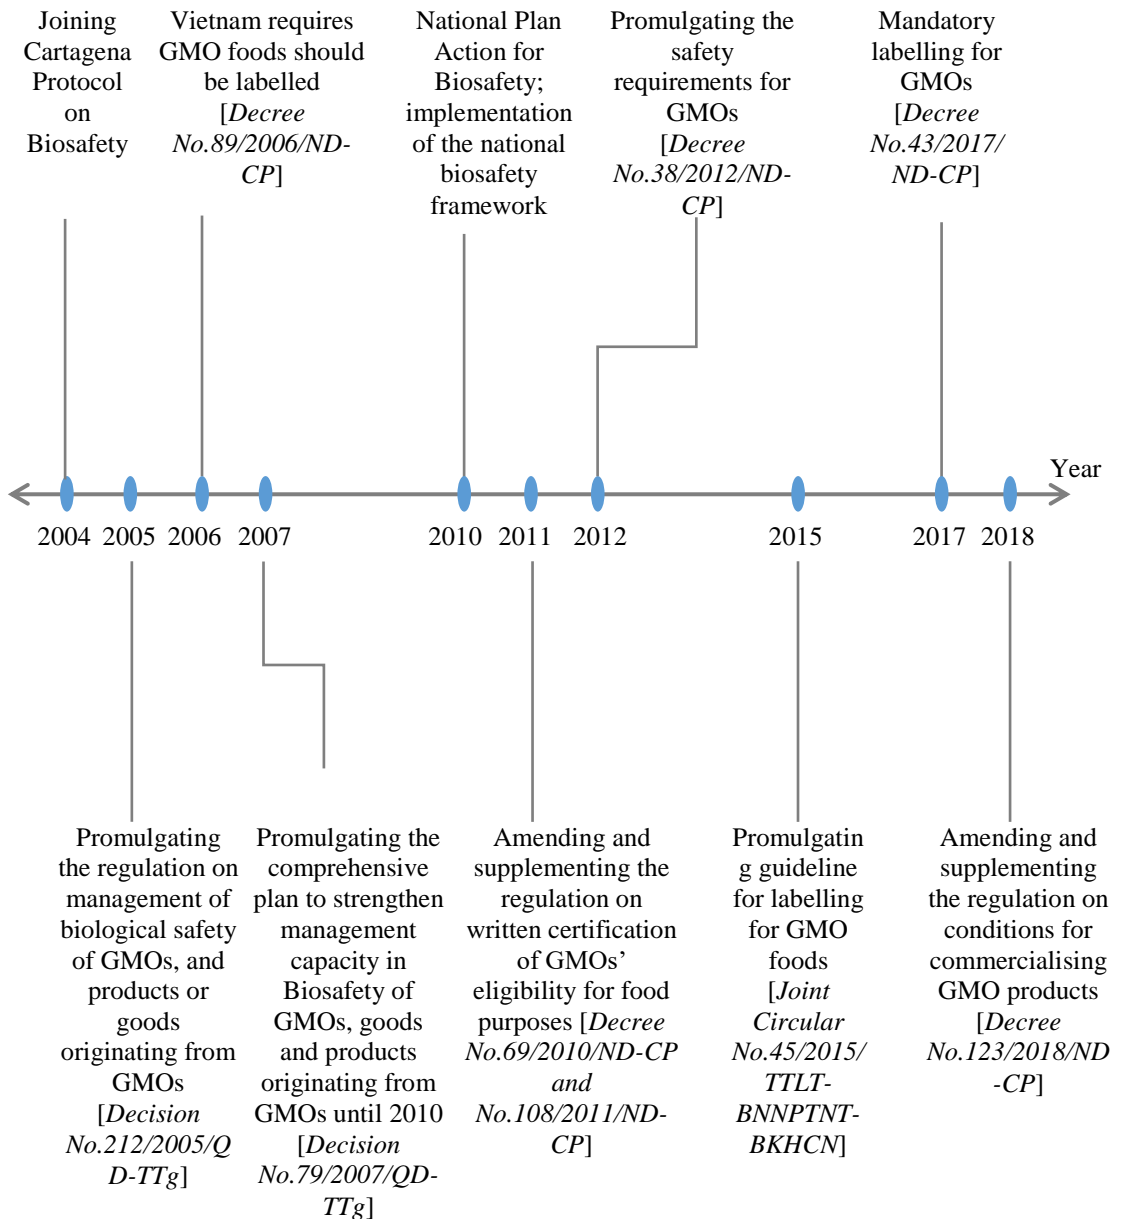 Joining
Cartagena
Protocol
on
Biosafety
Vietnam requires
GMO foods should
be labelled
[Decree
No.89/2006/ND-
CP]
National Plan
Action for
Biosafety;
implementation
of the national
biosafety
framework
Promulgating the
safety
requirements for
GMOs
[Decree
No.38/2012/ND-
CP]
Mandatory
labelling for
GMOs
[Decree
No.43/2017/
ND-CP]
Year
2004 2005 2006 2007 2010 2011 2012 2015 2017 2018
Promulgating
the regulation on
management of
biological safety
of GMOs, and
products or
goods
originating from
GMOs
[Decision
No.212/2005/Q
D-TTg]
Promulgating the
comprehensive
plan to strengthen
management
capacity in
Biosafety of
GMOs, goods
and products
originating from
GMOs until 2010
[Decision
No.79/2007/QD-
TTg]
Amending and
supplementing the
regulation on
written certification
of GMOs’
eligibility for food
purposes [Decree
No.69/2010/ND-CP
and
No.108/2011/ND-
CP]
Promulgatin
g guideline
for labelling
for GMO
foods
[Joint
Circular
No.45/2015/
TTLT-
BNNPTNT-
BKHCN]
Amending and
supplementing
the regulation on
conditions for
commercialising
GMO products
[Decree
No.123/2018/ND
-CP]